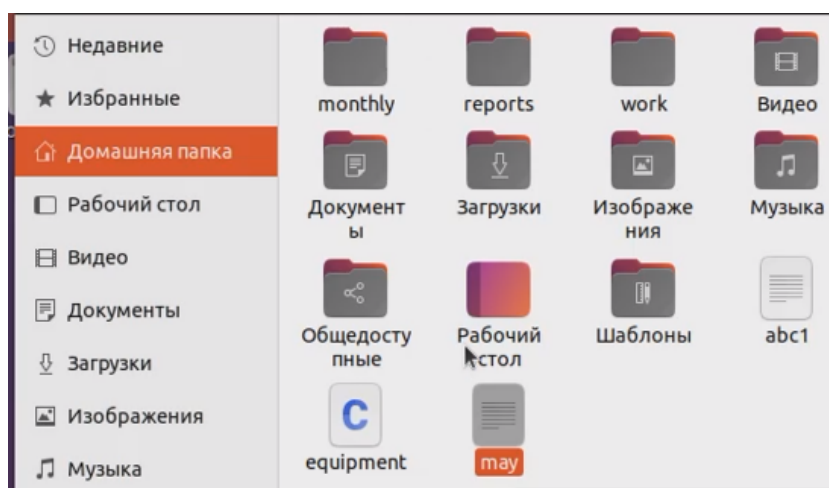 Недавние
Избранные
Домашняя папка
Рабочий стол
Видео
Документы
Загрузки
Изображения
Музыка
monthly
reports
work
Видео
Документ
ы
Загрузки
Изображе
ния
Музыка
Общедосту
пные
Рабочий
стол
Шаблоны
abc1
C
equipment
may